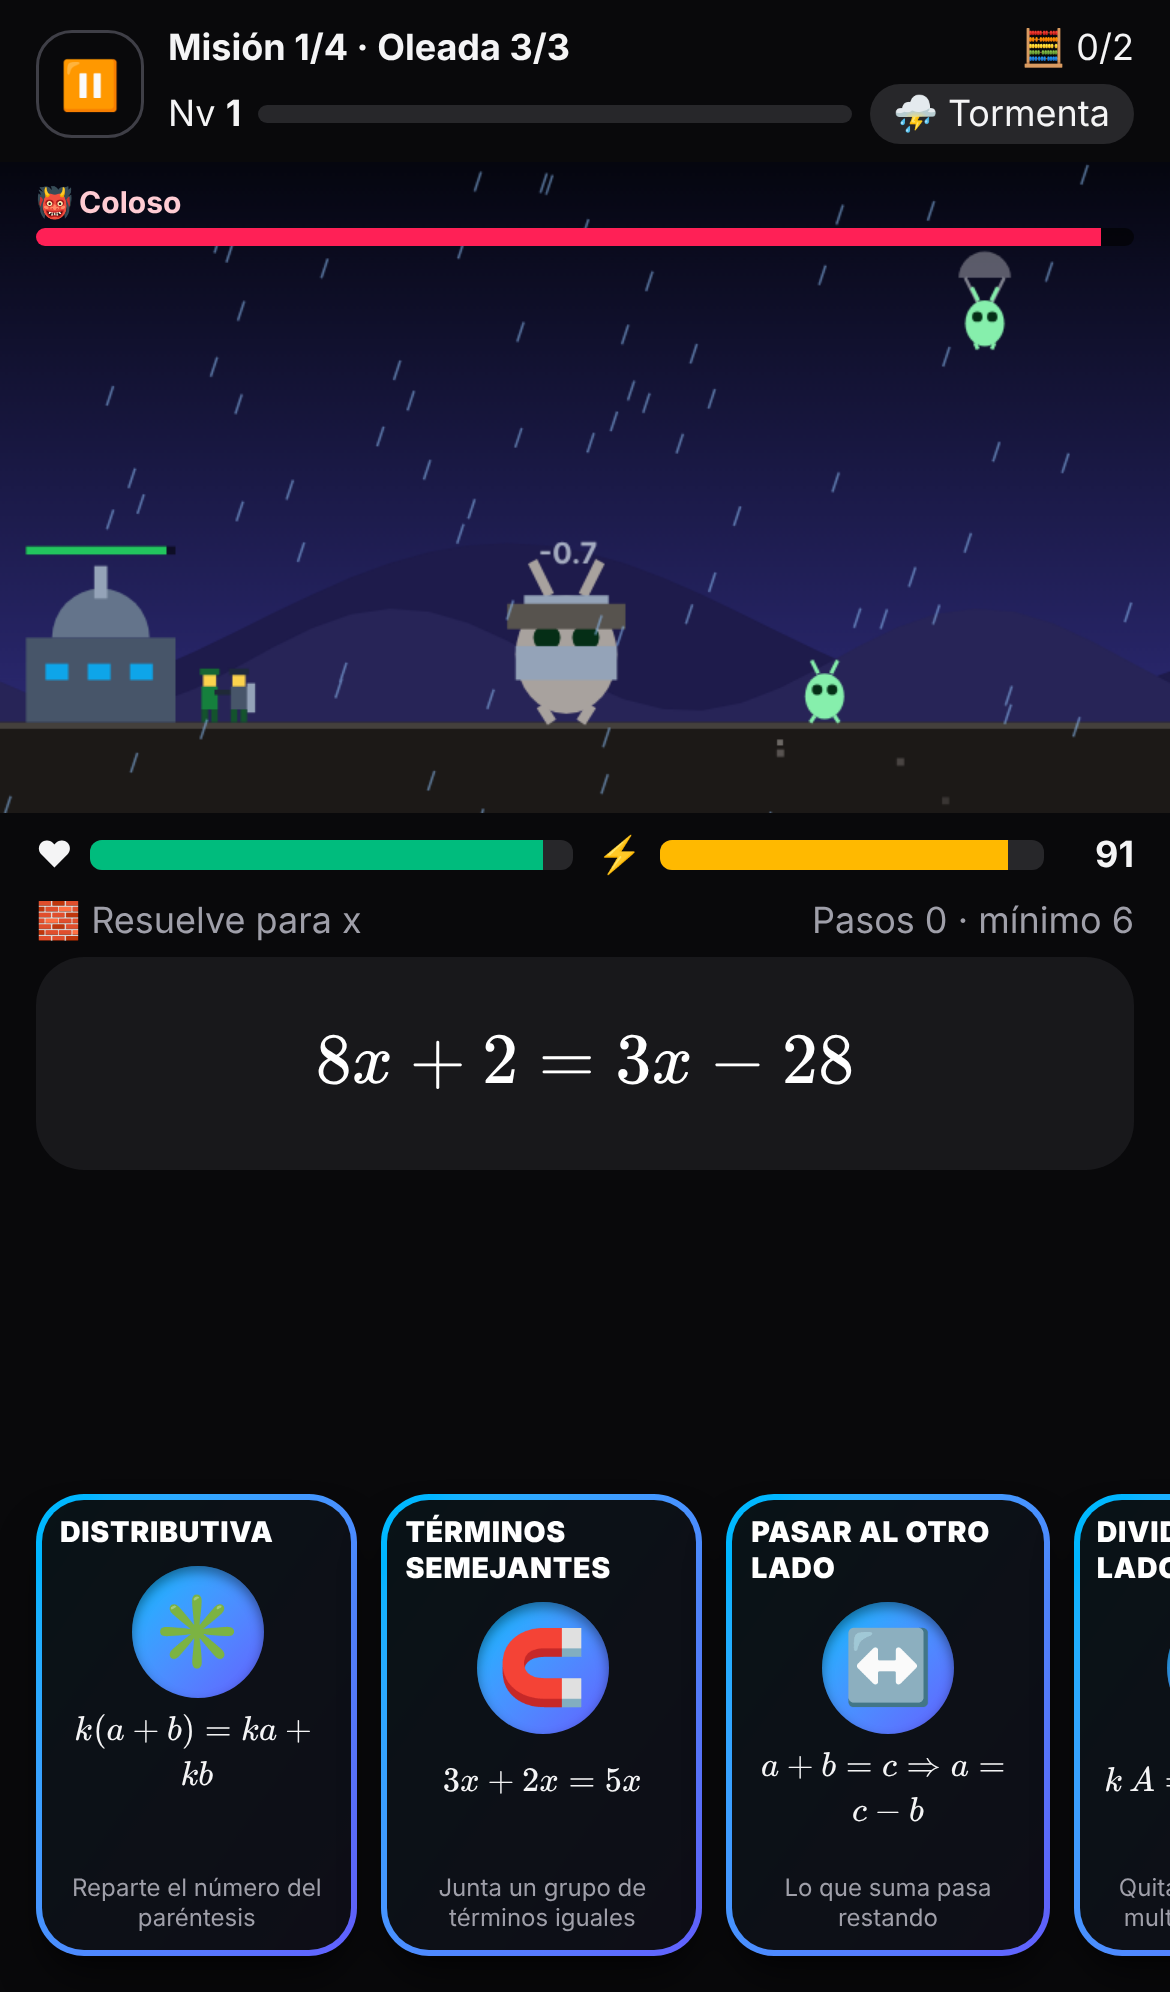 Misión 1/4 · Oleada 3/3
0/2
Nv 1
Tormenta
Coloso
-0.7
91
Resuelve para x
Pasos 0 · mínimo 6
8x + 2 = 3x − 28
DISTRIBUTIVA
k(a + b) = ka +
kb
Reparte el número del
paréntesis
TÉRMINOS
SEMEJANTES
3x + 2x = 5x
Junta un grupo de
términos iguales
PASAR AL OTRO
LADO
a + b = c ⇒ a =
c − b
Lo que suma pasa
restando
k A